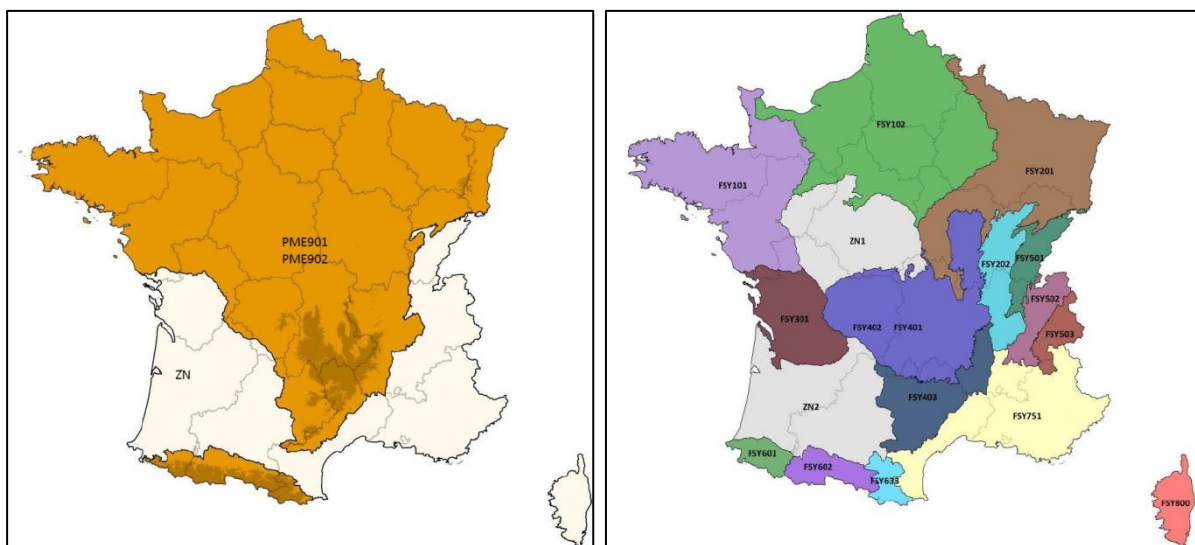 PME901
PME902
ZN
FSY102
FSY101
FSY201
ZN1
FSY202
FSY501
FSY502
FSY301
FSY402
FSY401
FSY503
FSY403
ZN2
FSY751
FSY601
FSY602
FSY633
FSY800